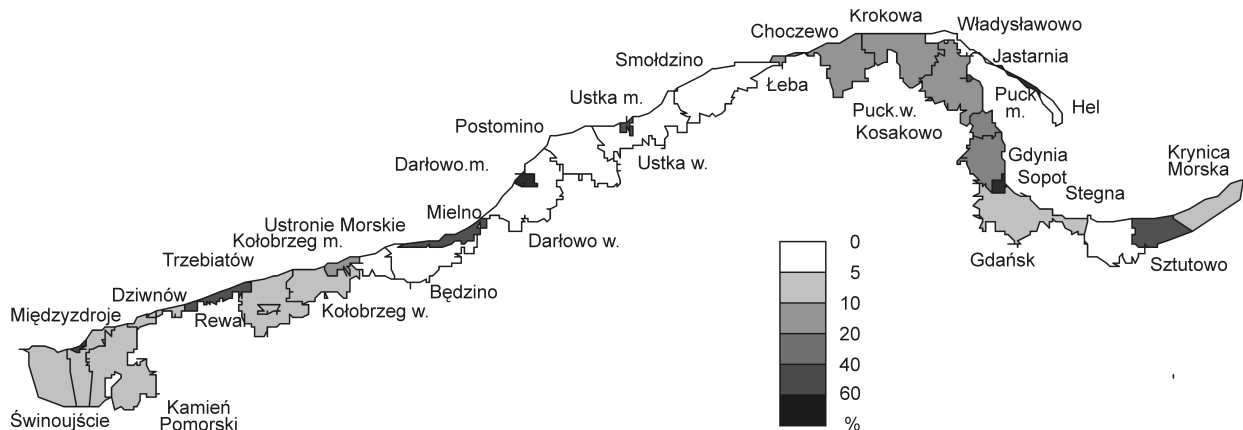 Krokowa
Władysławowo
Choczewo
Jastarnia
Smołdzino
Łeba
Ustka m.
Puck.w.
Puck
m.
Hel
Postomino
Kosakowo
Ustka w.
Darłowo.m.
Gdynia
Sopot
Krynica
Morska
Stegna
Mielno
Ustronie Morskie
Kołobrzeg m.
Darłowo w.
Trzebiatów
Gdańsk
Sztutowo
Dziwnów
Będzino
Międzyzdroje
Rewal
Kołobrzeg w.
0
5
10
20
40
60
%
Świnoujście
Kamień
Pomorski